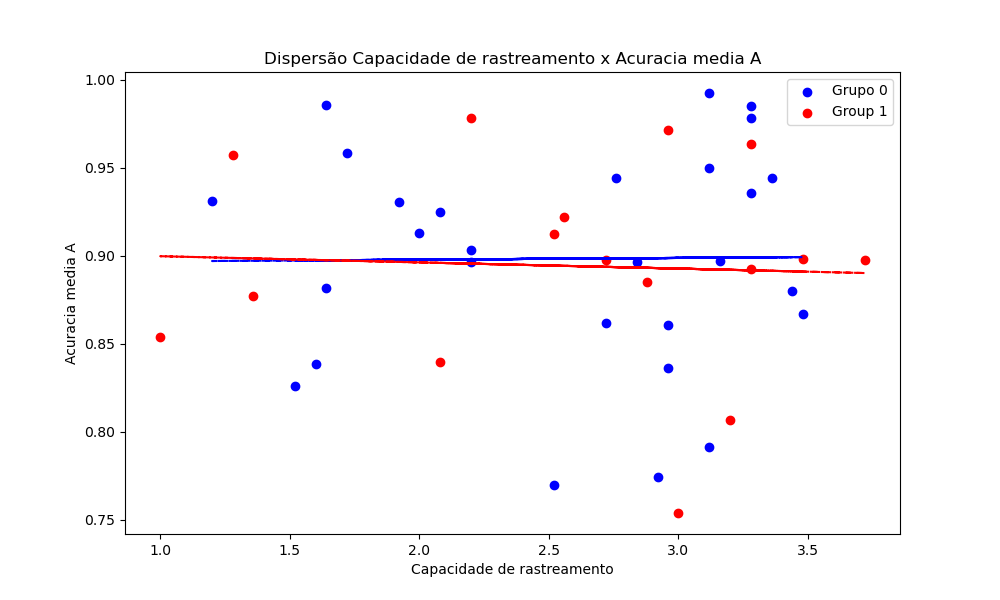 Dispersão Capacidade de rastreamento x Acuracia media A
Grupo 0
Group 1
Acuracia media A
1.00
0.95
0.90
0.85
0.80
0.75
1.0
1.5
2.0
2.5
3.0
3.5
Capacidade de rastreamento